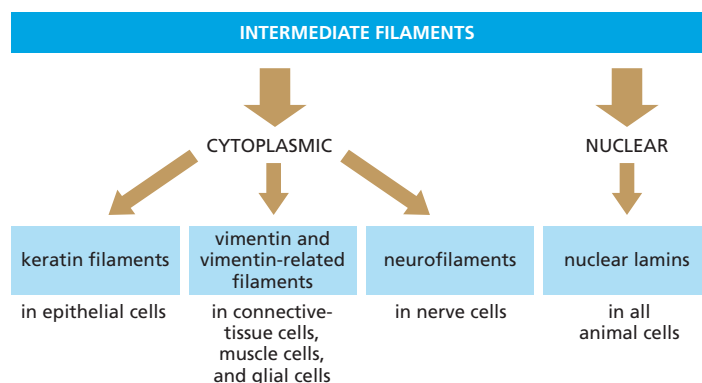 INTERMEDIATE FILAMENTS
CYTOPLASMIC
NUCLEAR
keratin filaments
vimentin and
vimentin-related
filaments
neurofilaments
nuclear lamins
in epithelial cells
in connective-
tissue cells,
muscle cells,
and glial cells
in nerve cells
in all
animal cells